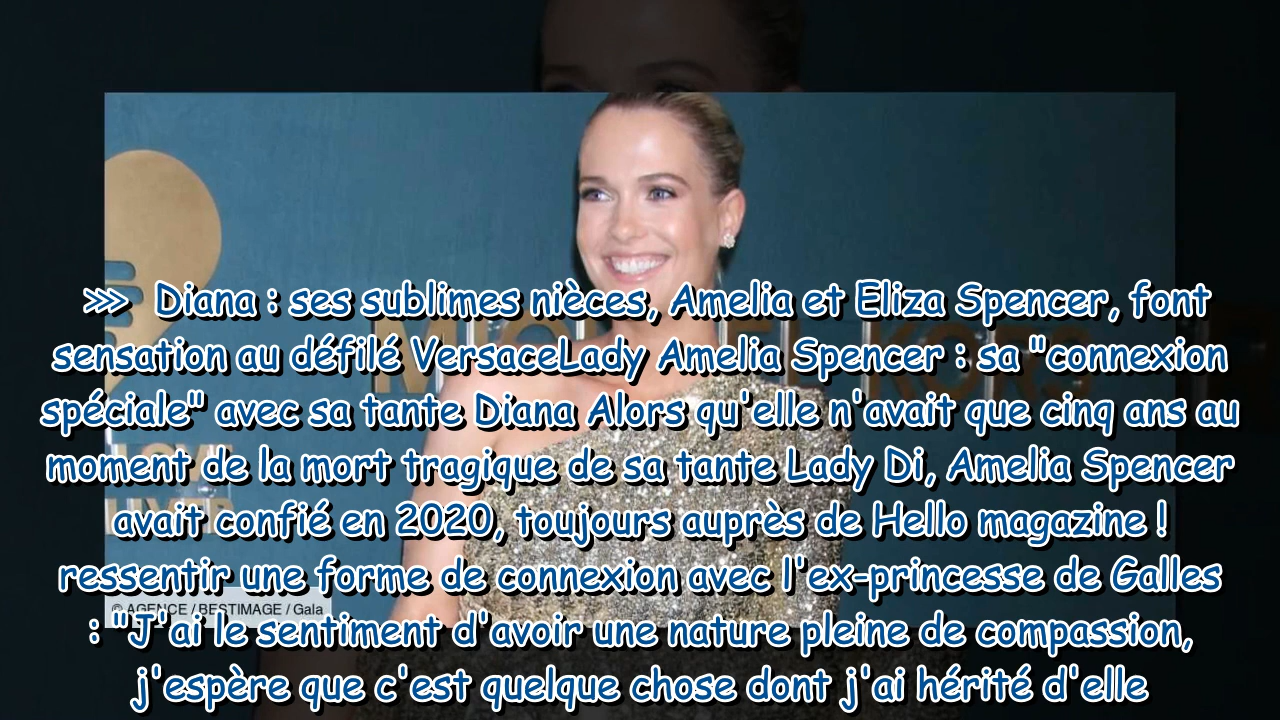 >>> Diana : ses sublimes nièces, Amelia et Eliza Spencer, font
sensation au défilé VersaceLady Amelia Spencer : sa "connexion
spéciale" avec sa tante Diana Alors qu'elle n'avait que cinq ans au
moment de la mort tragique de sa tante Lady Di, Amelia Spencer
avait confié en 2020, toujours auprès de Hello magazine !
ressentir une forme de connexion avec l'ex-princesse de Galles
© AGENCE / BESTIMAGE / Gala
: "J'ai le sentiment d'avoir une nature pleine de compassion,
j'espère que c'est quelque chose dont j'ai hérité d'elle